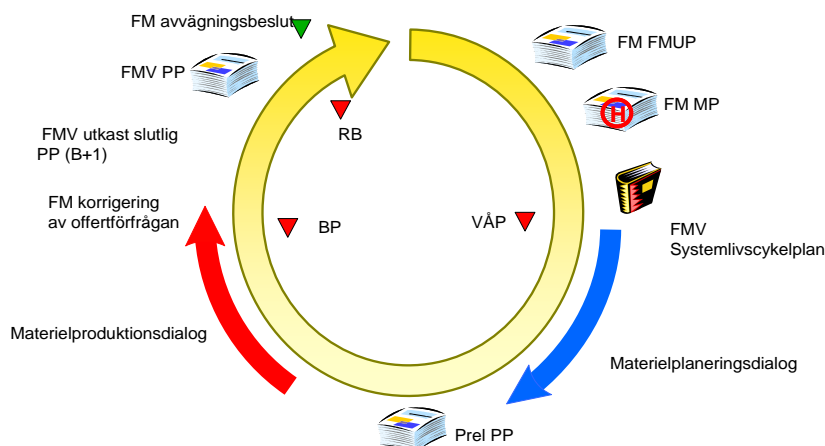 FM avvägningsbeslut
FM FMUP
FMV PP
FM MP
H
RB
FMV utkast slutlig
PP (B+1)
FM korrigering
av offertförfrågan
BP
VÅP
FMV
Systemlivscykelplan
Materielproduktionsdialog
Materielplaneringsdialog
Prel PP